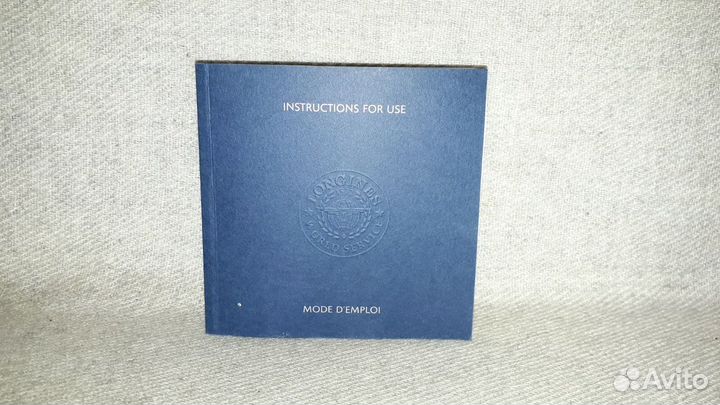 INSTRUCTIONS FOR USE
LONGINES
WORLD SERVICE
MODE D'EMPLOI
Avito